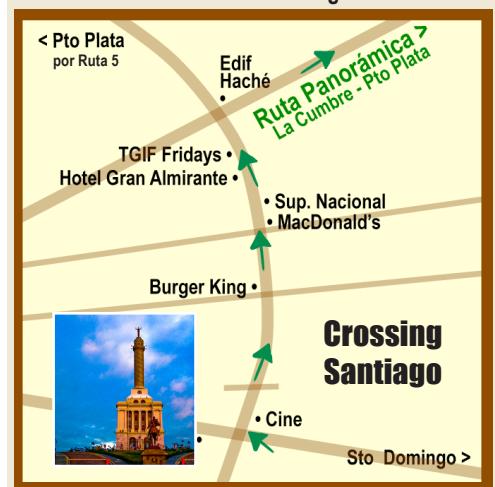 < Pto Plata
por Ruta 5
Edif
Haché
Ruta Panorámica >
La Cumbre - Pto Plata
TGIF Fridays
Hotel Gran Almirante
Sup. Nacional
MacDonald's
Burger King
Crossing
Santiago
Cine
Sto Domingo >